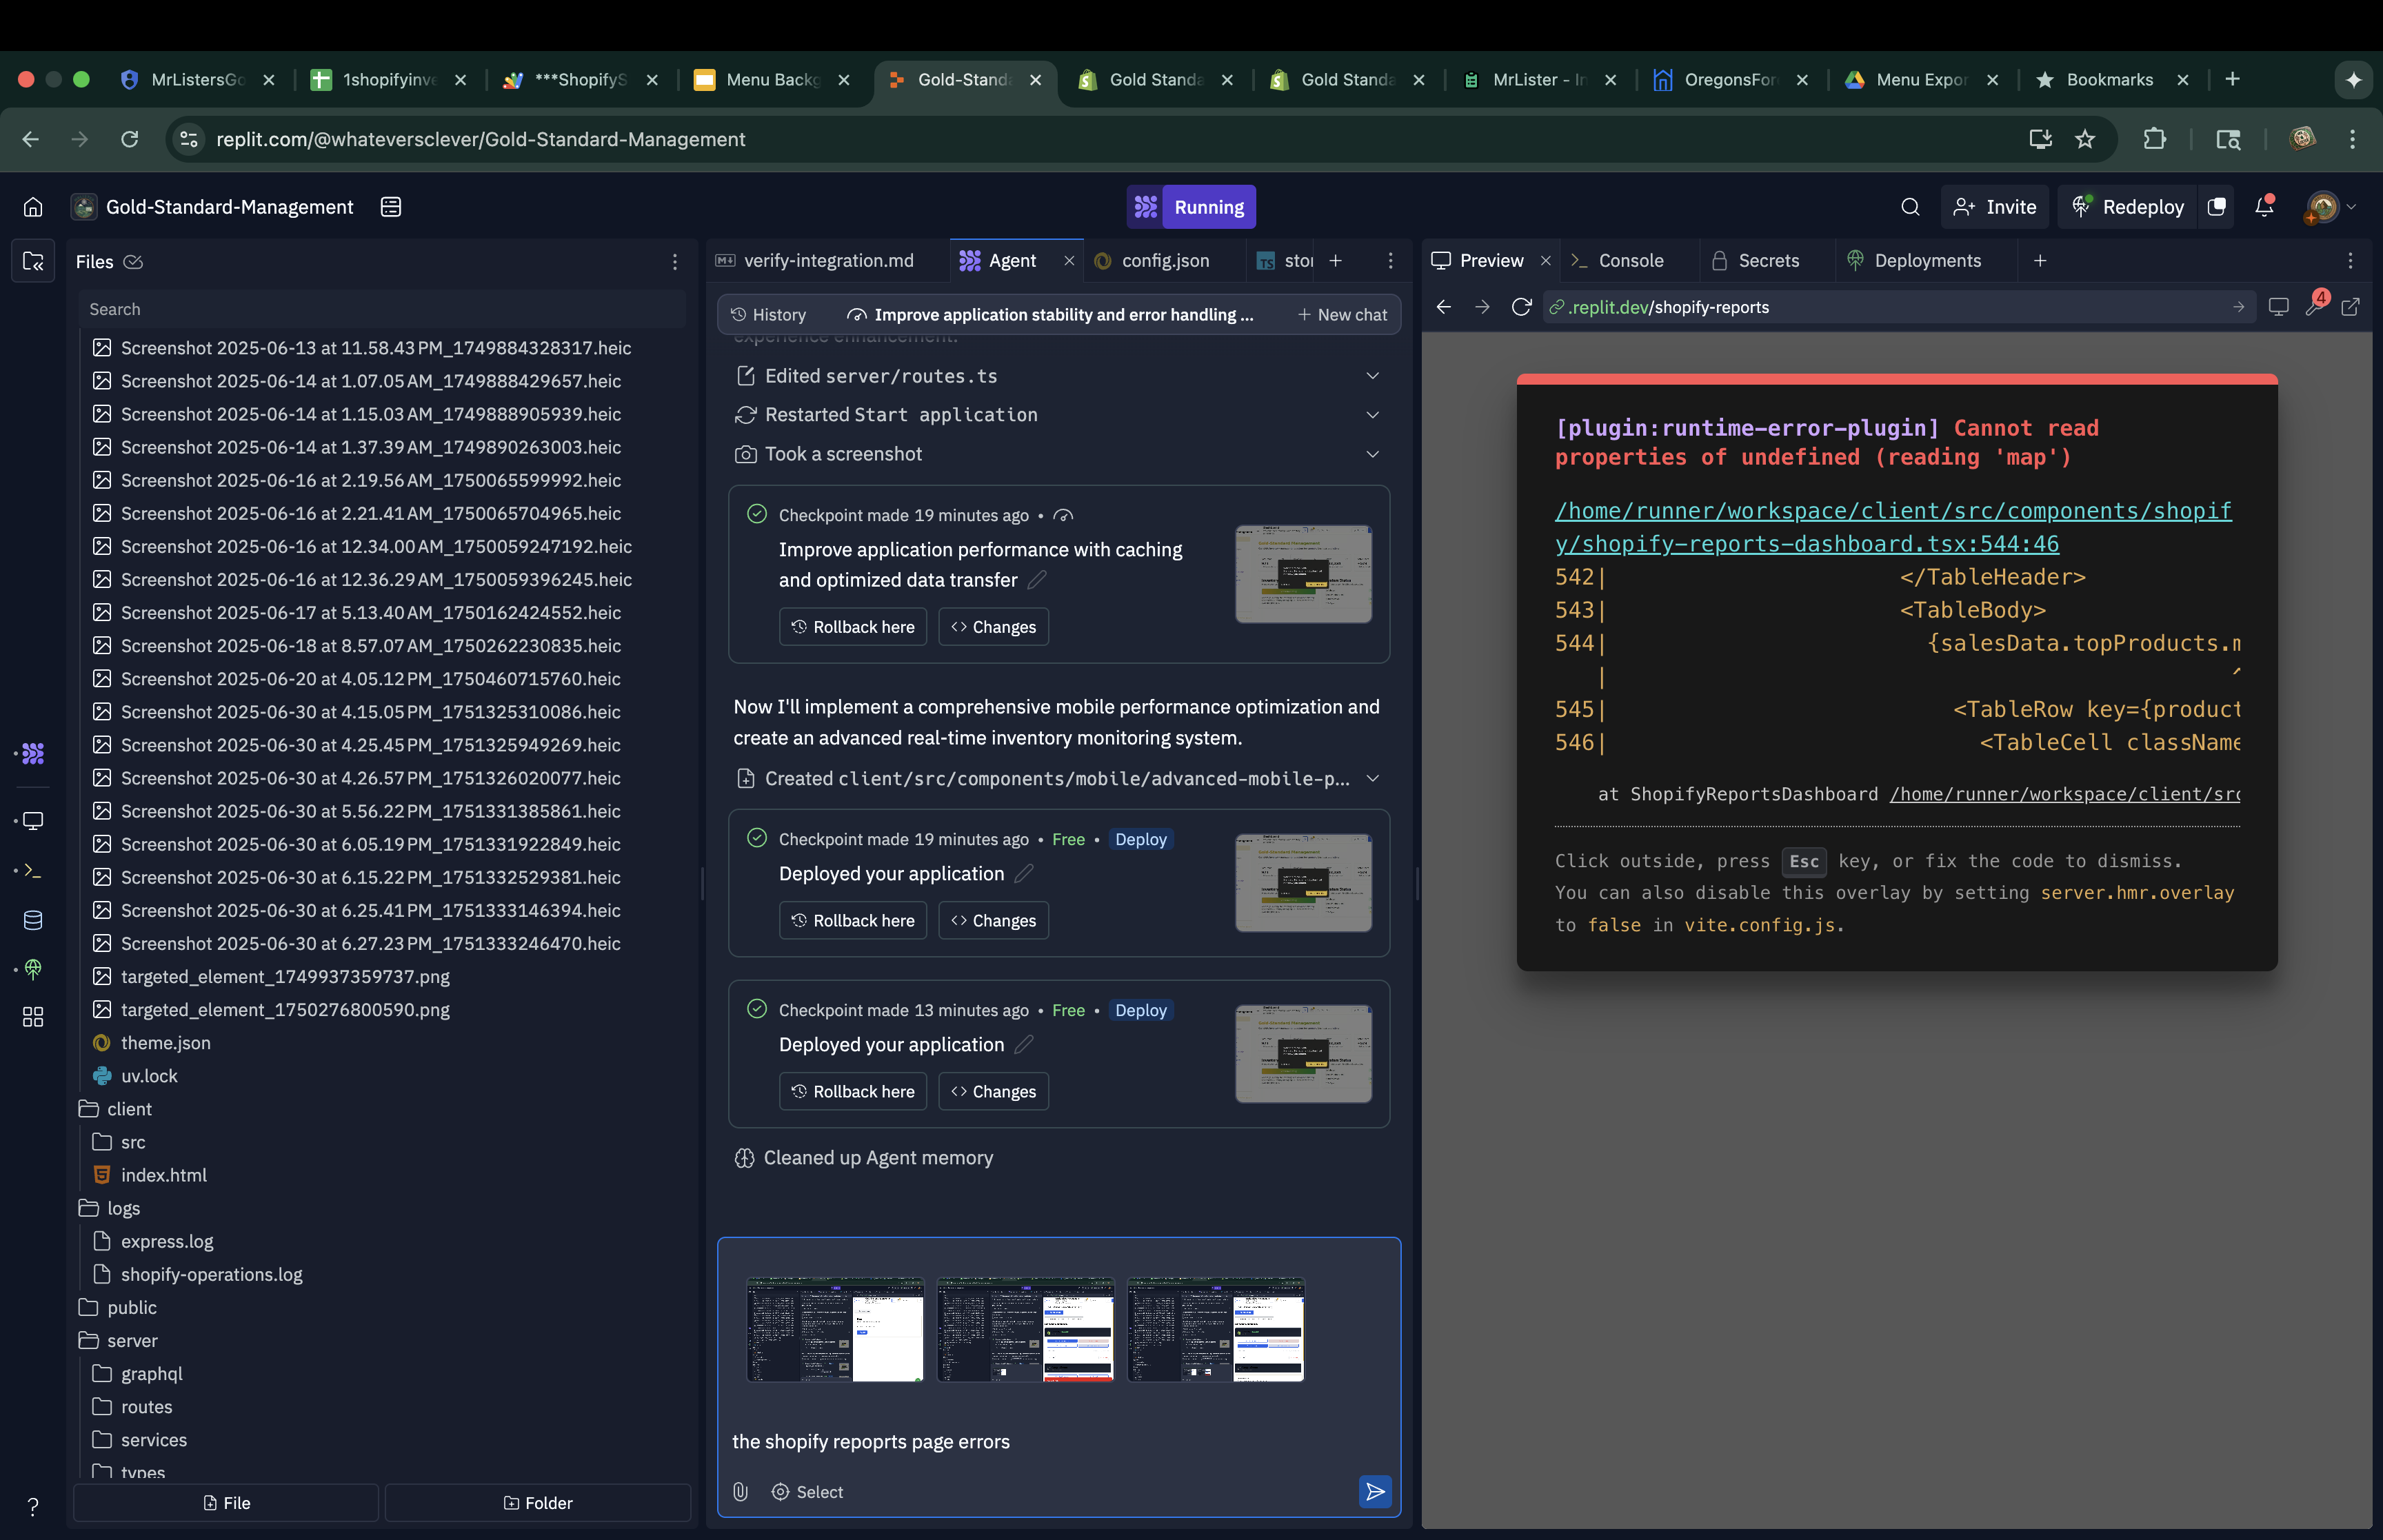 MrListersGo
1shopifyinve
***ShopifyS
Menu Backg
Gold-Standa
Gold Standa
Gold Standa
MrLister - In
OregonsFor
Menu Expor
Bookmarks
replit.com/@whateversclever/Gold-Standard-Management
Gold-Standard-Management
Running
Invite
Redeploy
Files
Search
Screenshot 2025-06-13 at 11.58.43 PM_1749884328317.heic
Screenshot 2025-06-14 at 1.07.05 AM_1749888429657.heic
Screenshot 2025-06-14 at 1.15.03 AM_1749888905939.heic
Screenshot 2025-06-14 at 1.37.39 AM_1749890263003.heic
Screenshot 2025-06-16 at 2.19.56 AM_1750065599992.heic
Screenshot 2025-06-16 at 2.21.41 AM_1750065704965.heic
Screenshot 2025-06-16 at 12.34.00 AM_1750059247192.heic
Screenshot 2025-06-16 at 12.36.29 AM_1750059396245.heic
Screenshot 2025-06-17 at 5.13.40 AM_1750162424552.heic
Screenshot 2025-06-18 at 8.57.07 AM_1750262230835.heic
Screenshot 2025-06-20 at 4.05.12 PM_1750460715760.heic
Screenshot 2025-06-30 at 4.15.05 PM_1751325310086.heic
Screenshot 2025-06-30 at 4.25.45 PM_1751325949269.heic
Screenshot 2025-06-30 at 4.26.57 PM_1751326020077.heic
Screenshot 2025-06-30 at 5.56.22 PM_1751331385861.heic
Screenshot 2025-06-30 at 6.05.19 PM_1751331922849.heic
Screenshot 2025-06-30 at 6.15.22 PM_1751332529381.heic
Screenshot 2025-06-30 at 6.25.41 PM_1751333146394.heic
Screenshot 2025-06-30 at 6.27.23 PM_1751333246470.heic
targeted_element_1749937359737.png
targeted_element_1750276800590.png
theme.json
uv.lock
client
src
index.html
logs
express.log
shopify-operations.log
public
server
graphql
routes
services
types
File
Folder
verify-integration.md
Agent
config.json
stor
History
Improve application stability and error handling ...
New chat
experience enhancement.
Edited server/routes.ts
Restarted Start application
Took a screenshot
Checkpoint made 19 minutes ago •
Improve application performance with caching
and optimized data transfer
Rollback here
Changes
Now I'll implement a comprehensive mobile performance optimization and
create an advanced real-time inventory monitoring system.
Created client/src/components/mobile/advanced-mobile-p...
Checkpoint made 19 minutes ago • Free • Deploy
Deployed your application
Rollback here
Changes
Checkpoint made 13 minutes ago • Free • Deploy
Deployed your application
Rollback here
Changes
Cleaned up Agent memory
the shopify repoprts page errors
Select
Preview
Console
Secrets
Deployments
.replit.dev/shopify-reports
4
[plugin:runtime-error-plugin] Cannot read
properties of undefined (reading 'map')
/home/runner/workspace/client/src/components/shopif
y/shopify-reports-dashboard.tsx:544:46
542| </TableHeader>
543| <TableBody>
544| {salesData.topProducts.m
| ^
545| <TableRow key={product
546| <TableCell className
at ShopifyReportsDashboard /home/runner/workspace/client/src
Click outside, press Esc key, or fix the code to dismiss.
You can also disable this overlay by setting server.hmr.overlay
to false in vite.config.js.